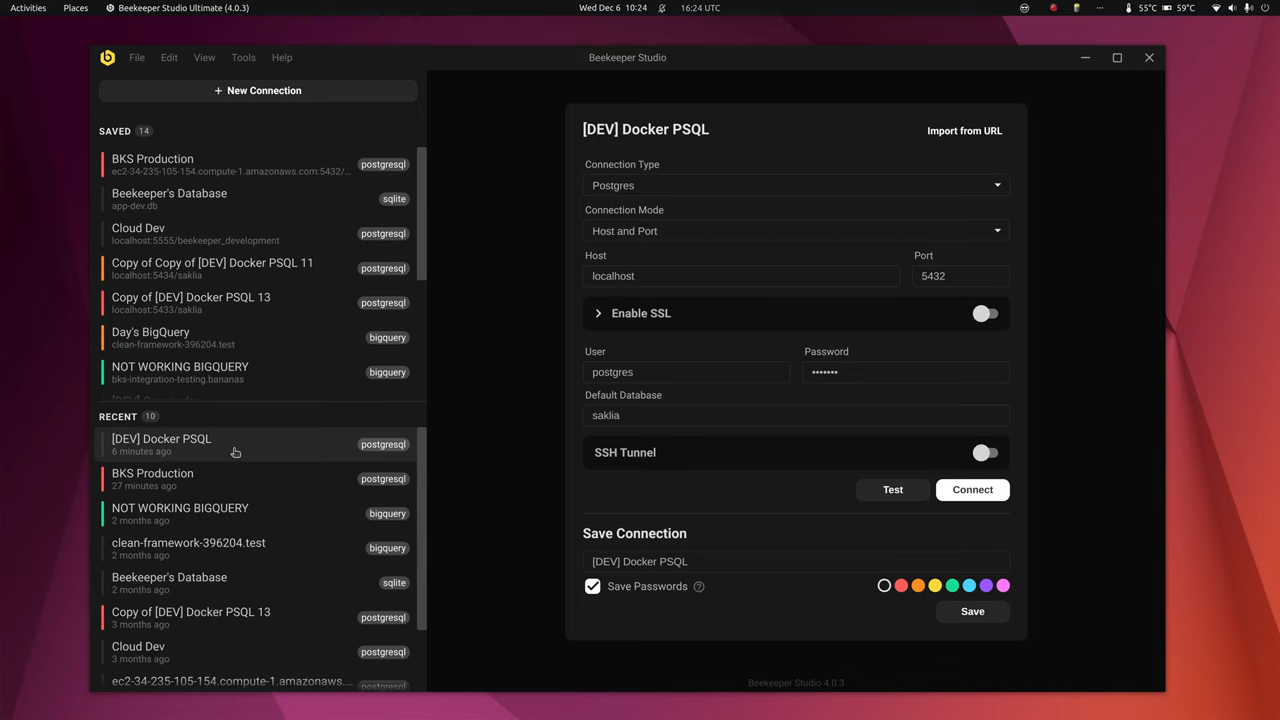 Activities Places Beekeeper Studio Ultimate (4.0.3) Wed Dec 6 10:24 16:24 UTC 55°C 59°C
File Edit View Tools Help Beekeeper Studio
+ New Connection
SAVED 14
BKS Production
ec2-34-235-105-154.compute-1.amazonaws.com:5432/...
postgresql
Beekeeper's Database
app-dev.db
sqlite
Cloud Dev
localhost:5555/beekeeper_development
postgresql
Copy of Copy of [DEV] Docker PSQL 11
localhost:5434/saklia
postgresql
Copy of [DEV] Docker PSQL 13
localhost:5433/saklia
postgresql
Day's BigQuery
clean-framework-396204.test
bigquery
NOT WORKING BIGQUERY
bks-integration-testing.bananas
bigquery
RECENT 10
[DEV] Docker PSQL
6 minutes ago
postgresql
BKS Production
27 minutes ago
postgresql
NOT WORKING BIGQUERY
2 months ago
bigquery
clean-framework-396204.test
2 months ago
bigquery
Beekeeper's Database
2 months ago
sqlite
Copy of [DEV] Docker PSQL 13
3 months ago
postgresql
Cloud Dev
3 months ago
postgresql
ec2-34-235-105-154.compute-1.amazonaws....
postgresql
[DEV] Docker PSQL
Import from URL
Connection Type
Postgres
Connection Mode
Host and Port
Host Port
localhost 5432
Enable SSL
User Password
postgres •••••••
Default Database
saklia
SSH Tunnel
Test Connect
Save Connection
[DEV] Docker PSQL
Save Passwords ?
Save
Beekeeper Studio 4.0.3